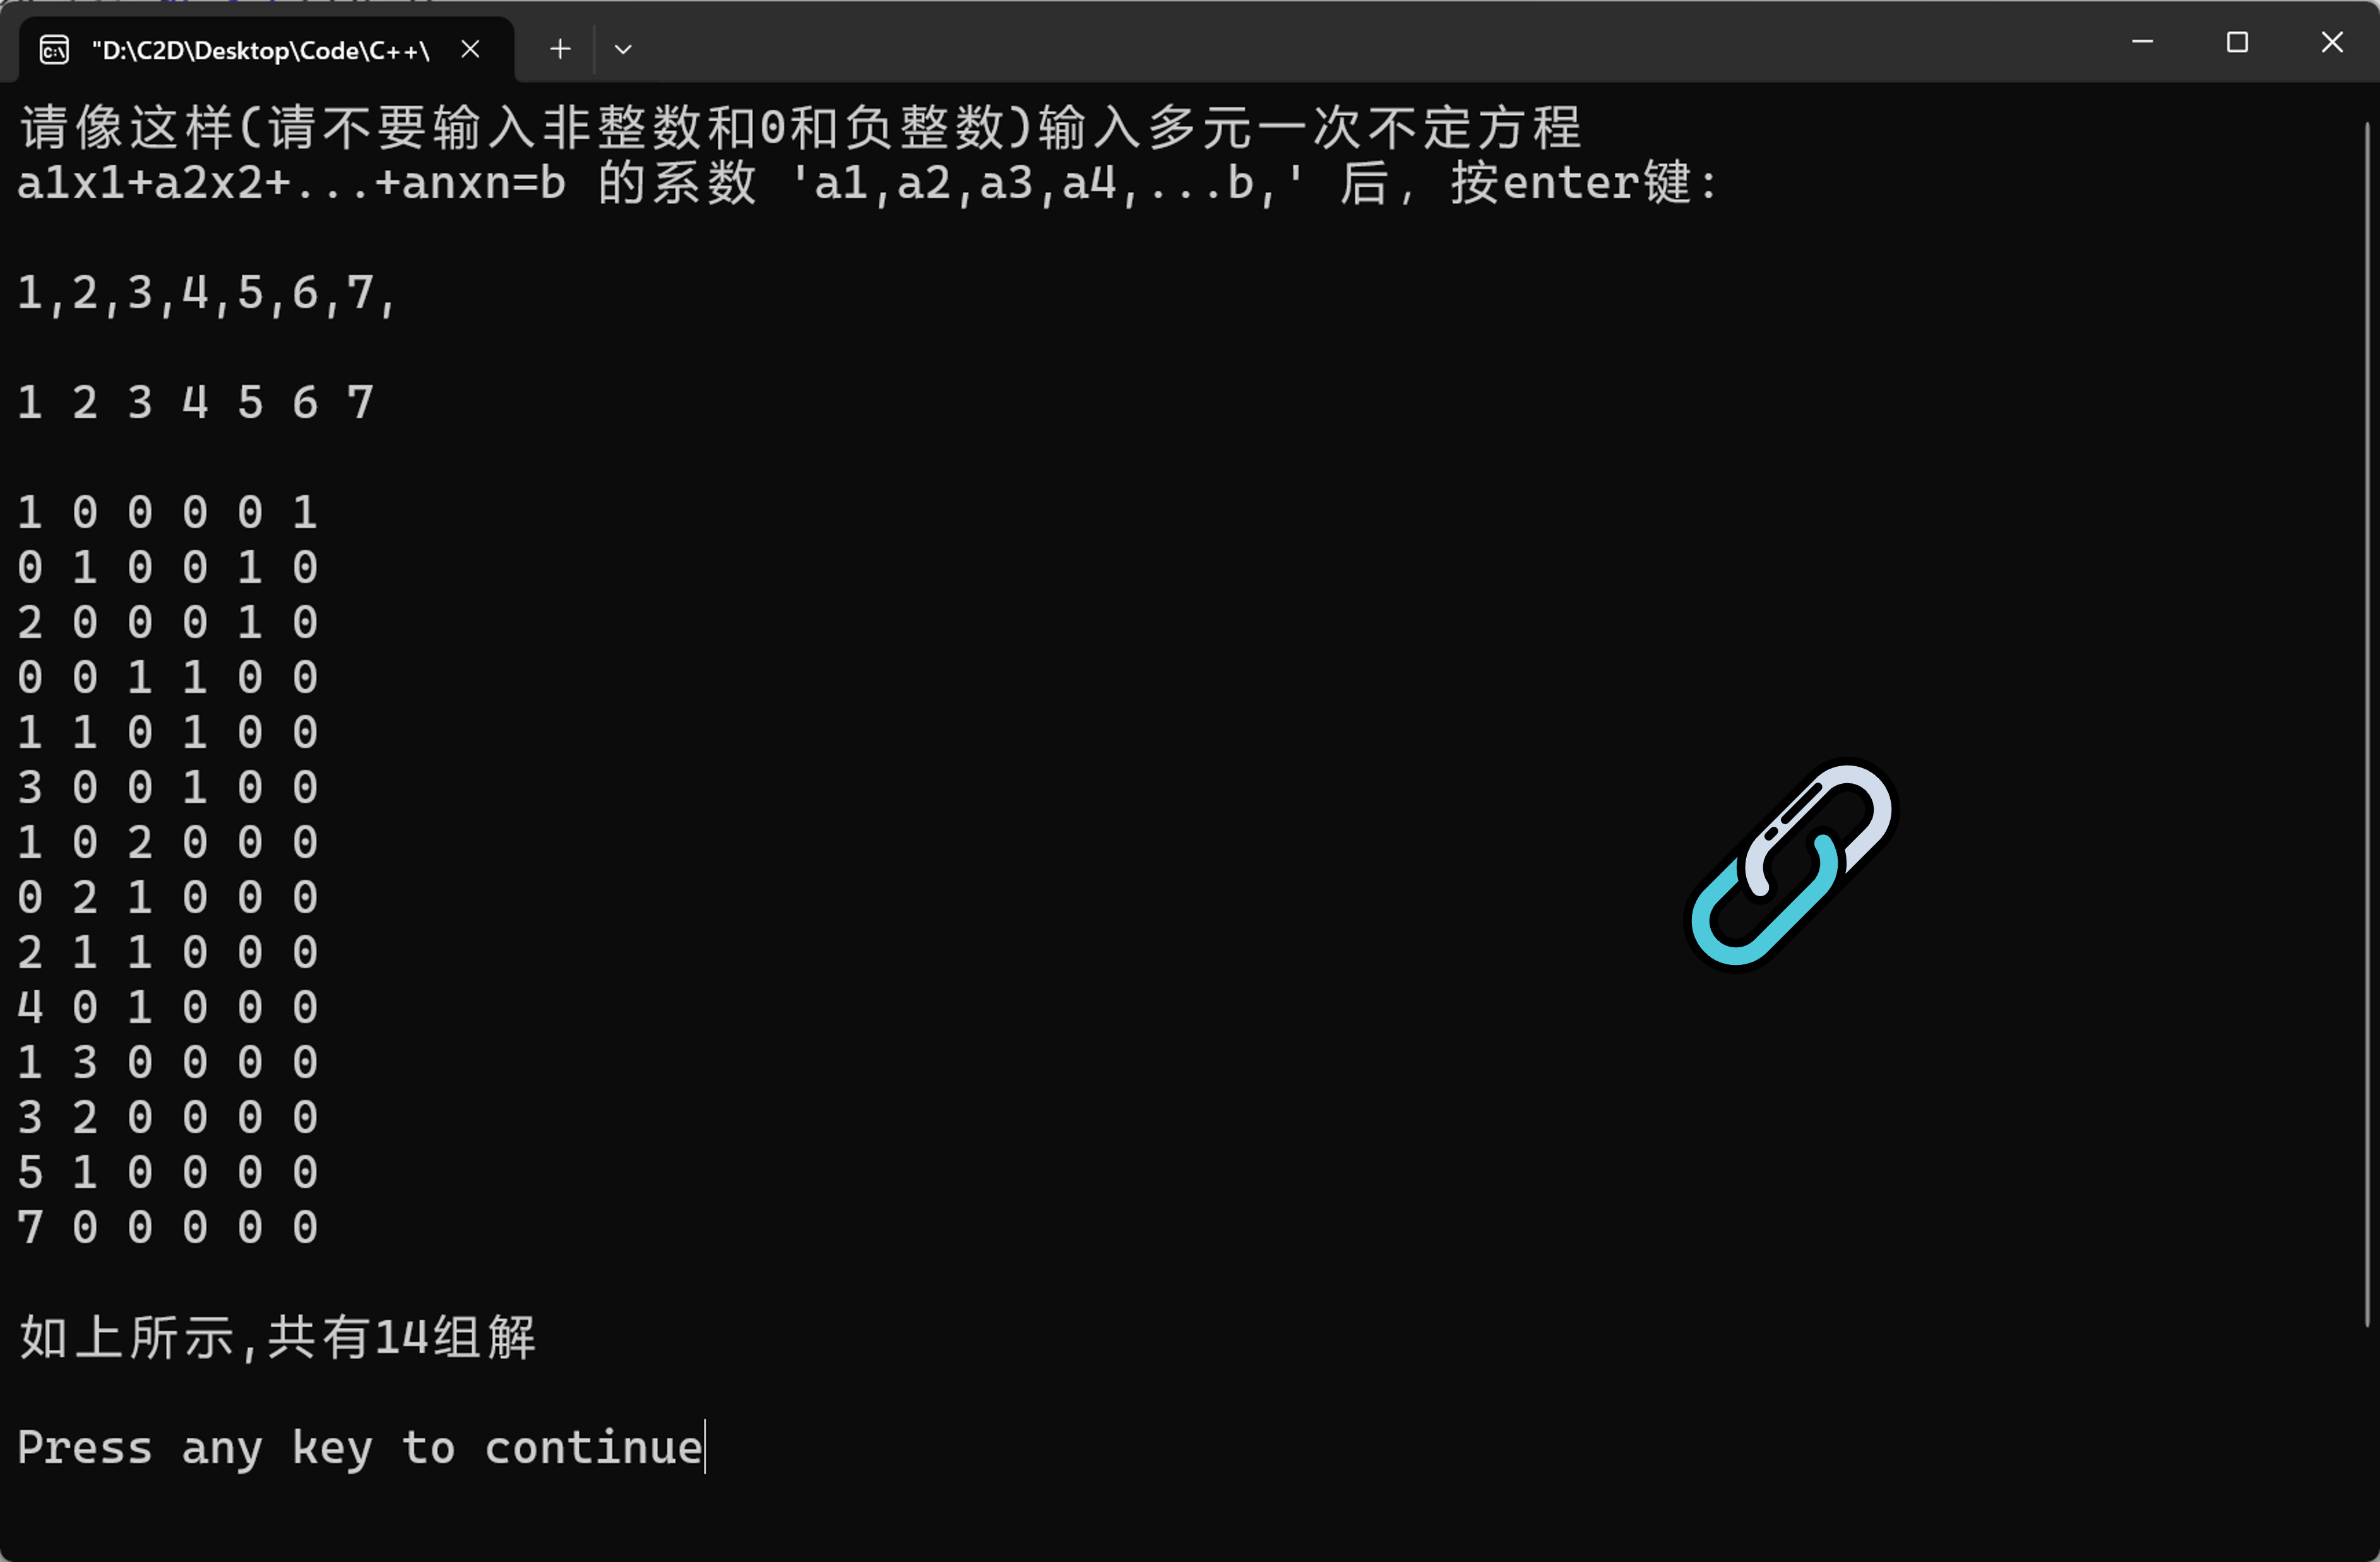 "D:\C2D\Desktop\Code\C++\
请像这样(请不要输入非整数和0和负整数)输入多元一次不定方程
a1x1+a2x2+...+anxn=b 的系数 'a1,a2,a3,a4,...b,' 后, 按enter键:
1,2,3,4,5,6,7,
1 2 3 4 5 6 7
1 0 0 0 0 1
0 1 0 0 1 0
2 0 0 0 1 0
0 0 1 1 0 0
1 1 0 1 0 0
3 0 0 1 0 0
1 0 2 0 0 0
0 2 1 0 0 0
2 1 1 0 0 0
4 0 1 0 0 0
1 3 0 0 0 0
3 2 0 0 0 0
5 1 0 0 0 0
7 0 0 0 0 0
如上所示,共有14组解
Press any key to continue